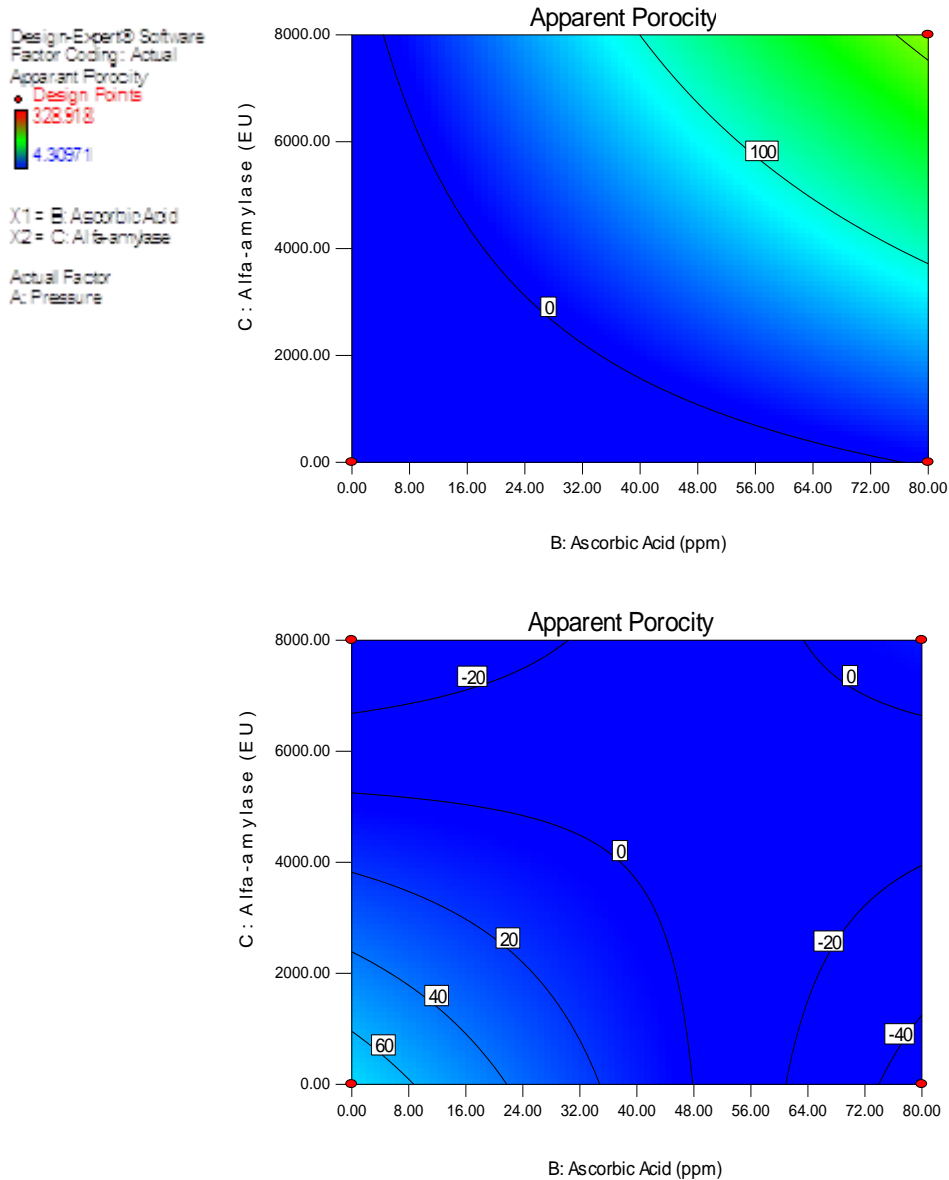 Design-Expert® Software
Factor Coding: Actual
Apparant Porocity
Design Points
328.918
4.30971
X1 = B: Ascorbic Acid
X2 = C: Alfa-amylase
Actual Factor
A: Pressure
Apparent Porocity
C: Alfa-amylase (EU)
8000.00
6000.00
4000.00
2000.00
0.00
100
0
0.00 8.00 16.00 24.00 32.00 40.00 48.00 56.00 64.00 72.00 80.00
B: Ascorbic Acid (ppm)
Apparent Porocity
C: Alfa-amylase (EU)
8000.00
6000.00
4000.00
2000.00
0.00
-20
0
0
20
-20
40
-40
60
0.00 8.00 16.00 24.00 32.00 40.00 48.00 56.00 64.00 72.00 80.00
B: Ascorbic Acid (ppm)